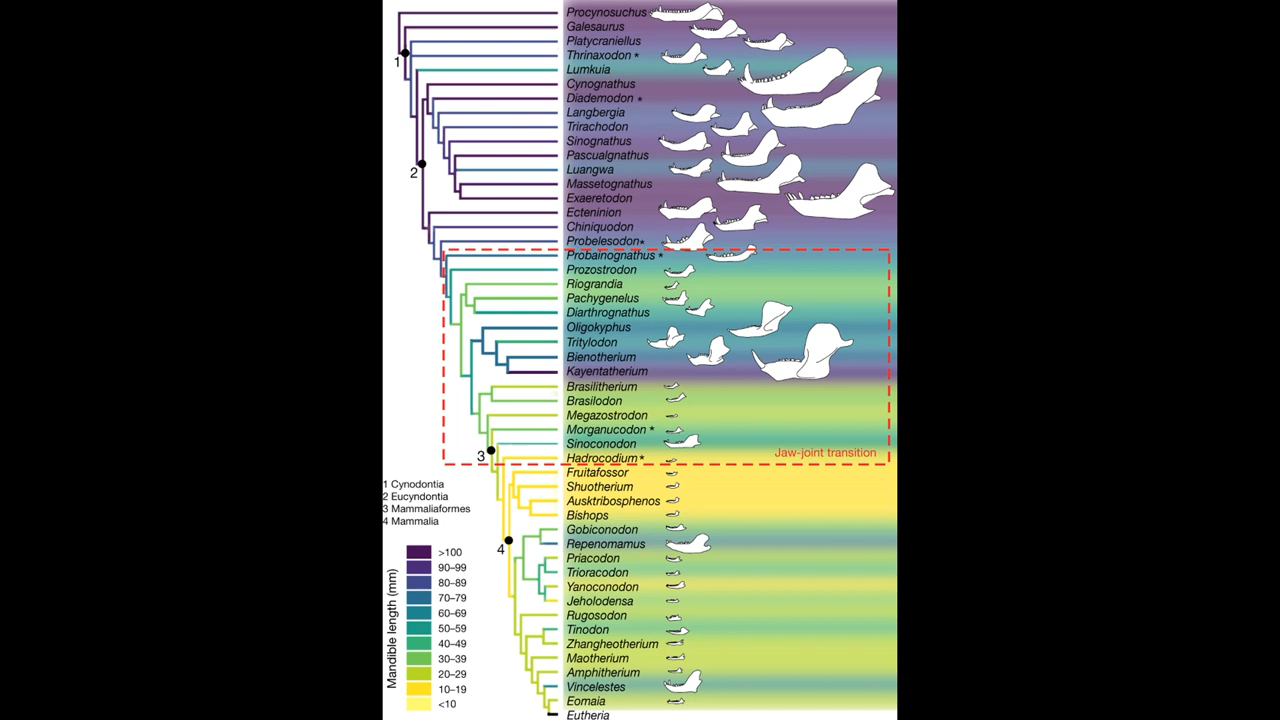 Procynosuchus
Galesaurus
Platycraniellus
Thrinaxodon *
Lumkuia
Cynognathus
Diademodon *
Langbergia
Trirachodon
Sinognathus
Pascualgnathus
Luangwa
Massetognathus
Exaeretodon
Ecteninion
Chiniquodon
Probelesodon*
Probainognathus *
Prozostrodon
Riograndia
Pachygenelus
Diarthrognathus
Oligokyphus
Tritylodon
Bienotherium
Kayentatherium
Brasilitherium
Brasilodon
Megazostrodon
Morganucodon *
Sinoconodon
Jaw-joint transition
Hadrocodium *
Fruitafossor
Shuotherium
Ausktribosphenos
Bishops
Gobiconodon
Repenomamus
Priacodon
Trioracodon
Yanoconodon
Jeholodensa
Rugosodon
Tinodon
Zhangheotherium
Maotherium
Amphitherium
Vincelestes
Eomaia
Eutheria
1
2
3
4
1 Cynodontia
2 Eucyndontia
3 Mammaliaformes
4 Mammalia
Mandible length (mm)
>100
90–99
80–89
70–79
60–69
50–59
40–49
30–39
20–29
10–19
<10